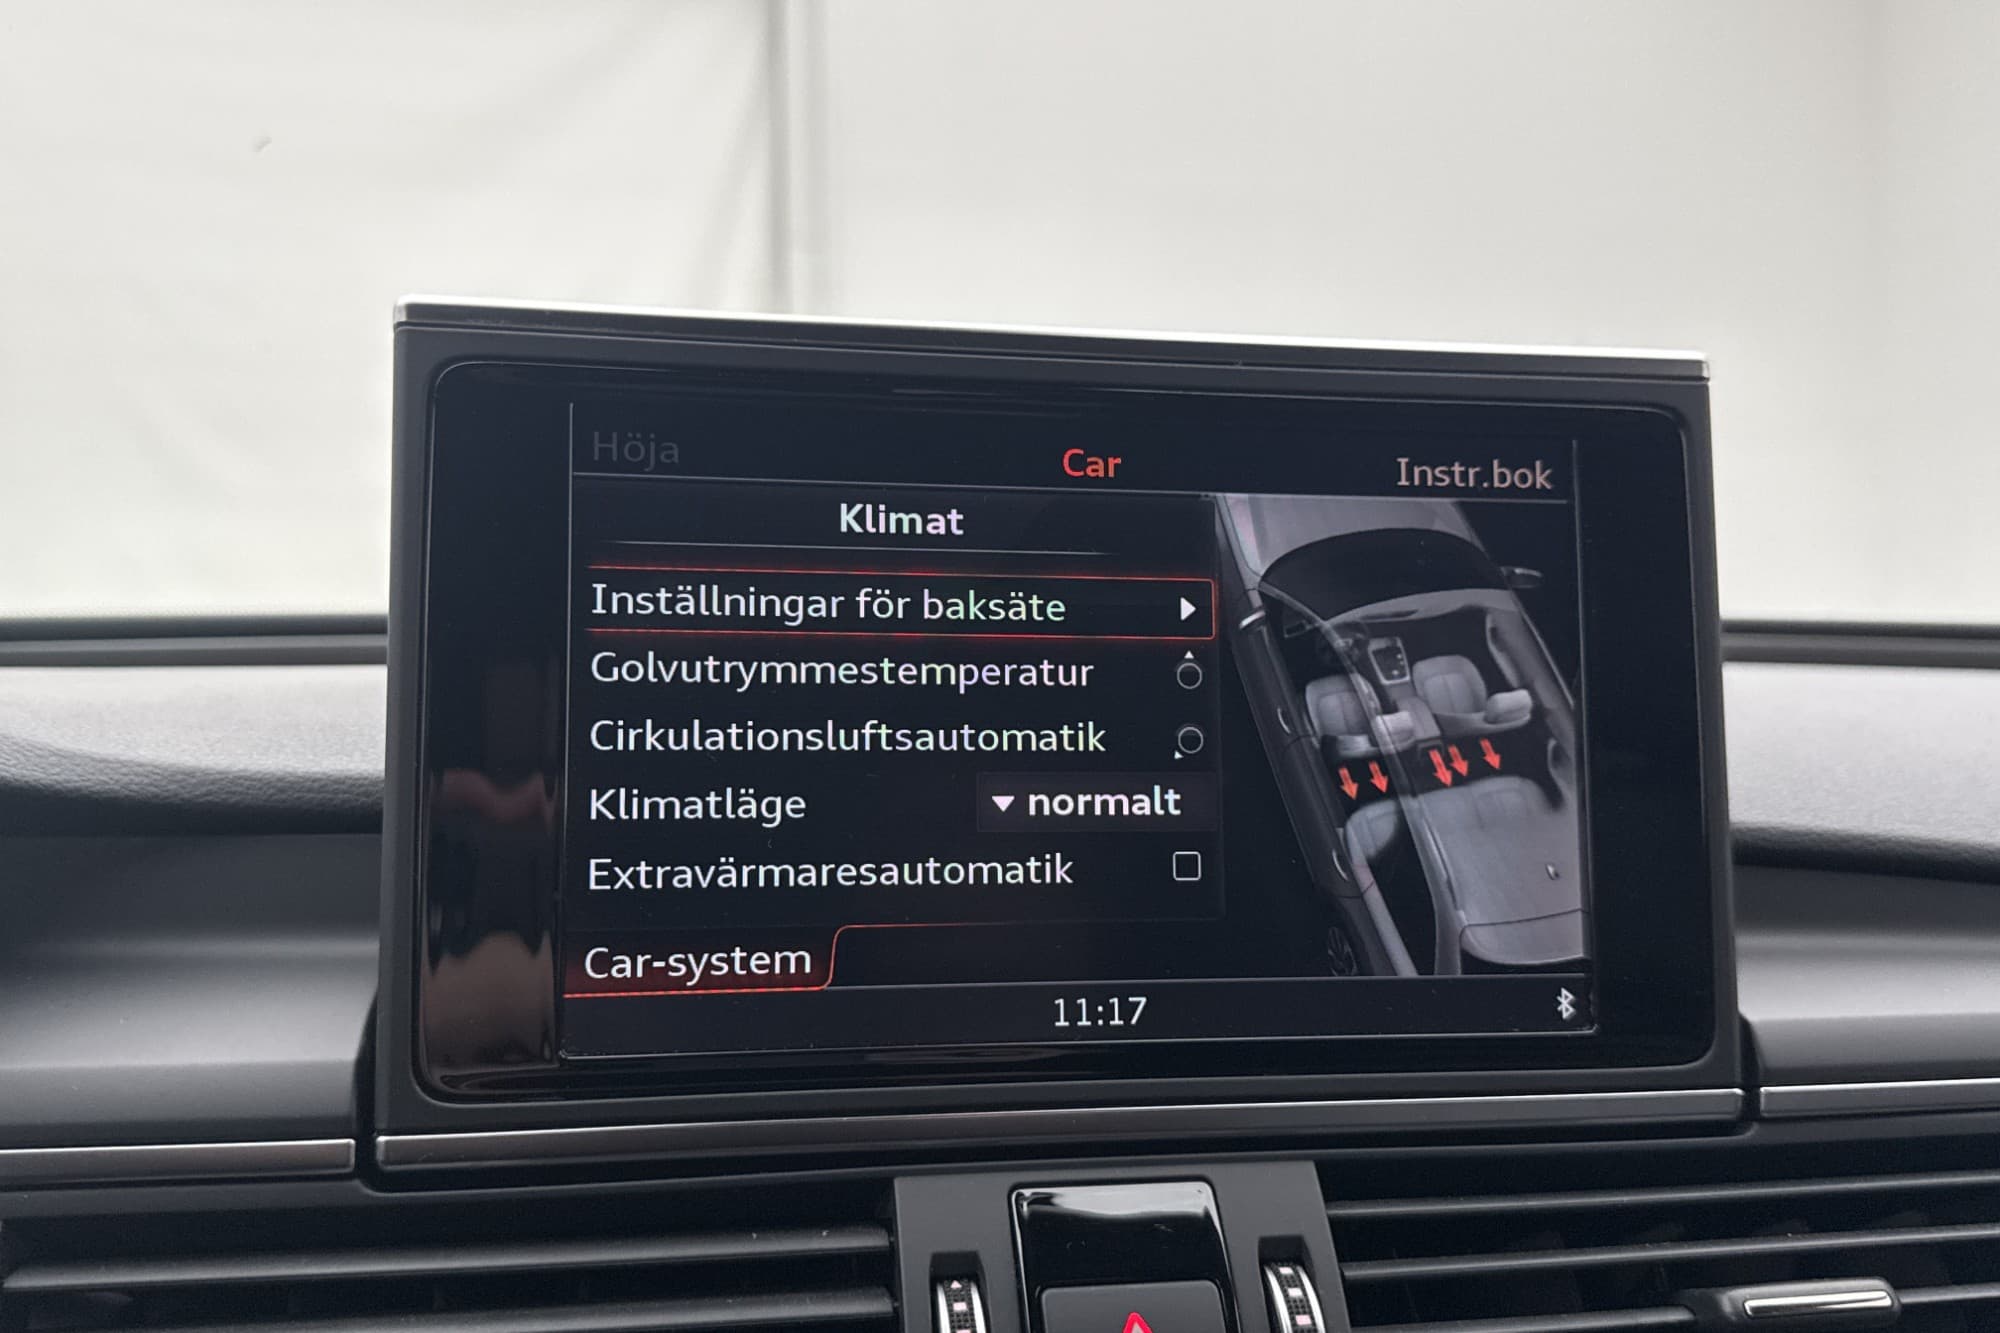 Höja
Car
Instr.bok
Klimat
Inställningar för baksäte
Golvutrymmestemperatur
Cirkulationsluftsautomatik
Klimatläge
normalt
Extravärmaresautomatik
Car-system
11:17